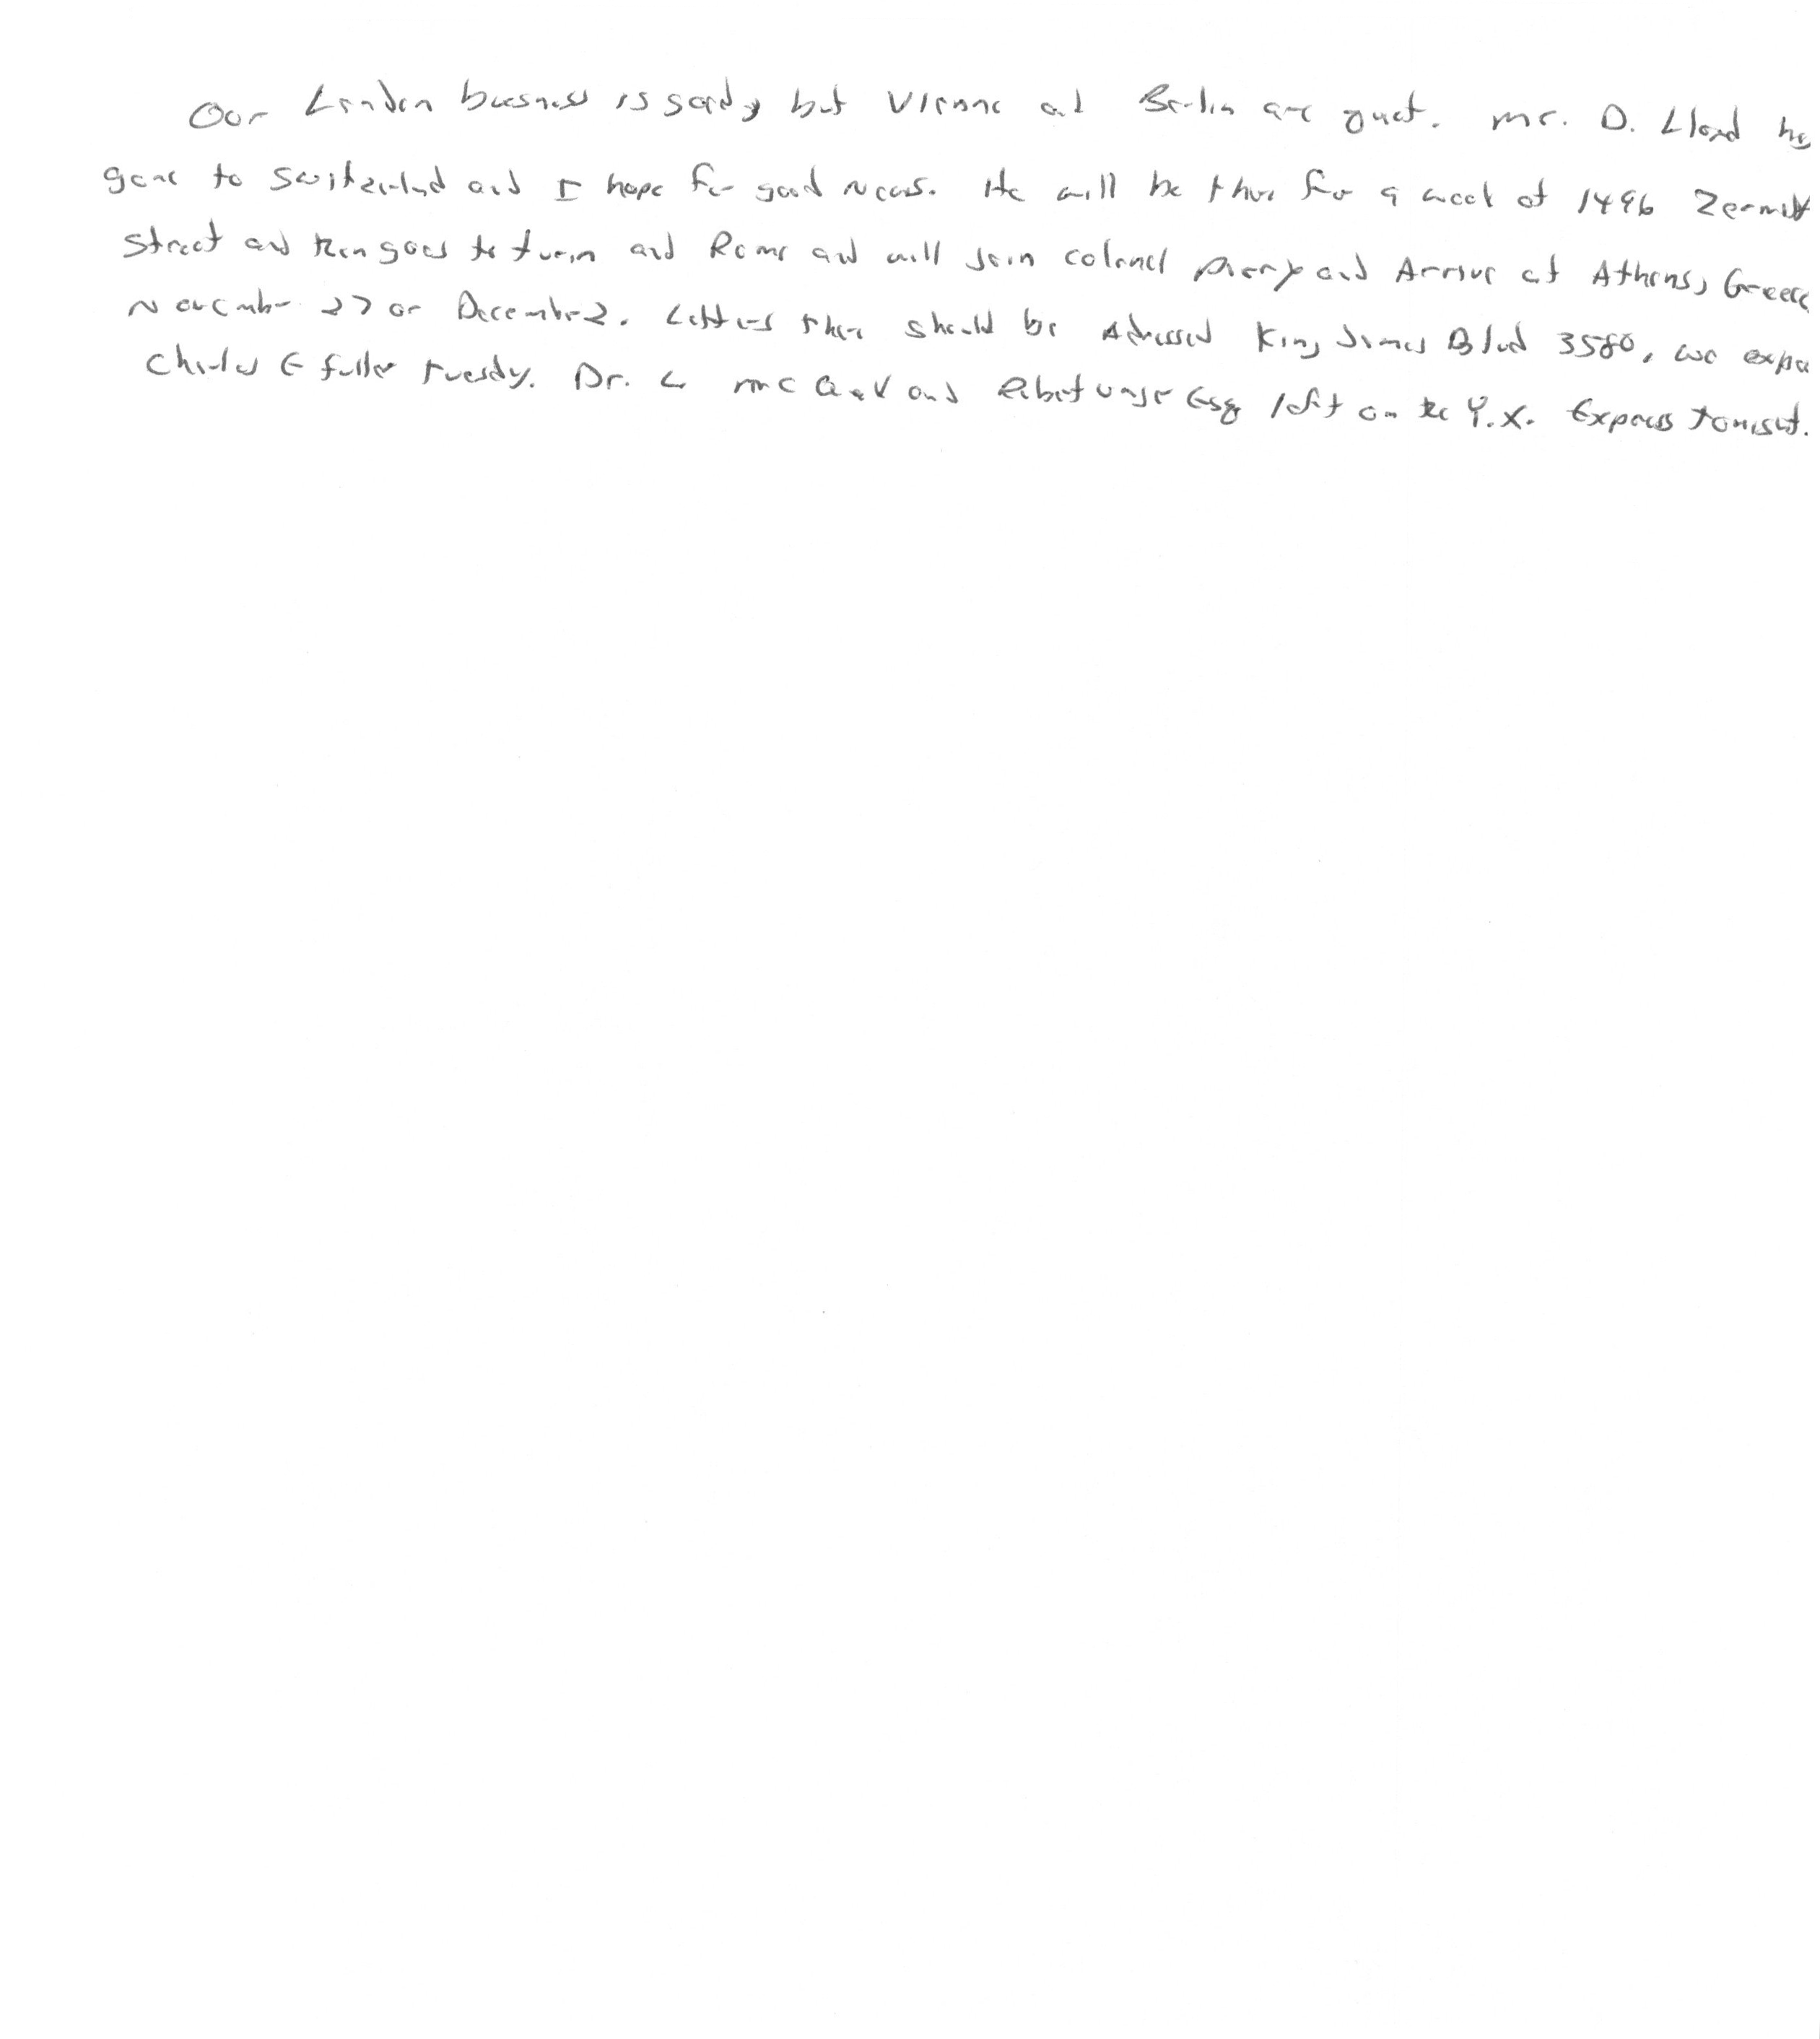 Our London business is good, but Vienna and Berlin are quiet. Mr. D. Lloyd has
gone to Switzerland and I hope for good news. He will be there for a week at 1496 Zermott
Street and then goes to Turin and Rome and will join Colonel Parry and Arrive at Athens, Greece
November 27 or December 2. Letters there should be Adressed King James Blvd 3580. We expect
Charles E Fuller Tuesday. Dr. L McQuaid and Robert Unger Esq left on the Y.X. Express tonight.